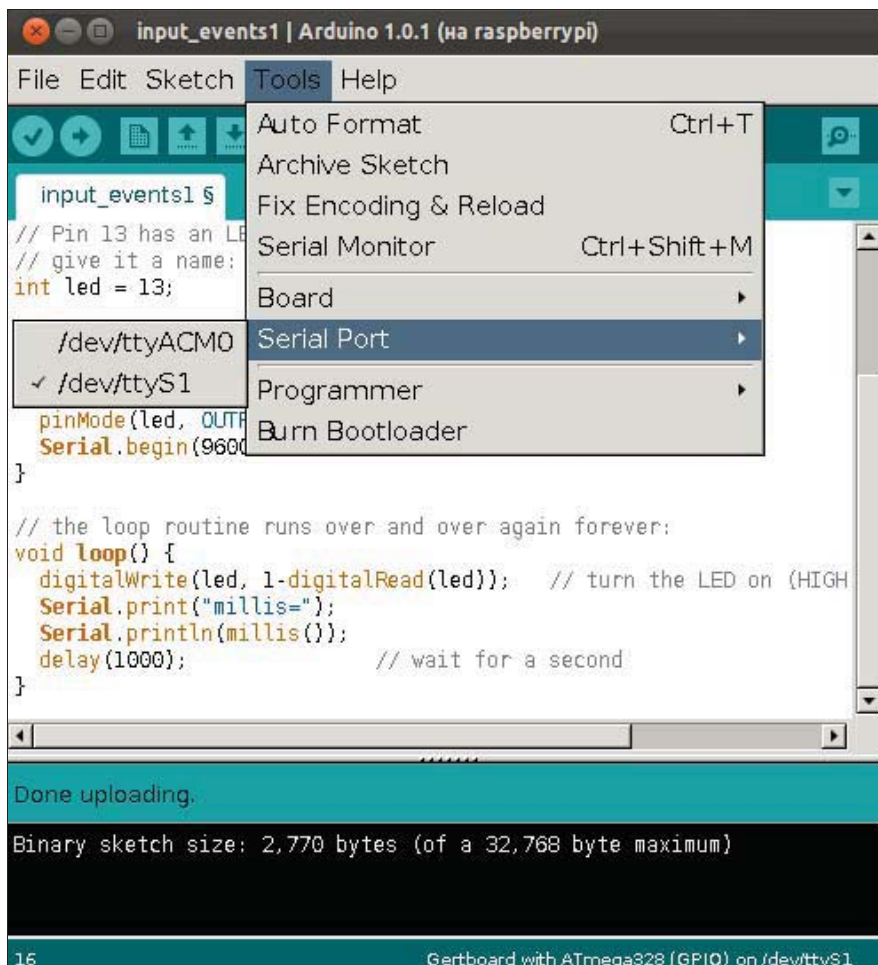 input_events1 | Arduino 1.0.1 (на raspberrypi)
File Edit Sketch Tools Help
Auto Format Ctrl+T
Archive Sketch
input_events1 §
Fix Encoding & Reload
// Pin 13 has an LE
Serial Monitor Ctrl+Shift+M
// give it a name:
int led = 13;
Board
/dev/ttyACM0
Serial Port
✓ /dev/ttyS1
Programmer
pinMode(led, OUTP
Burn Bootloader
Serial.begin(9600
}
// the loop routine runs over and over again forever:
void loop() {
digitalWrite(led, 1-digitalRead(led)); // turn the LED on (HIGH
Serial.print("millis=");
Serial.println(millis());
delay(1000); // wait for a second
}
Done uploading.
Binary sketch size: 2,770 bytes (of a 32,768 byte maximum)
16 Gertboard with ATmega328 (GPIO) on /dev/ttyS1